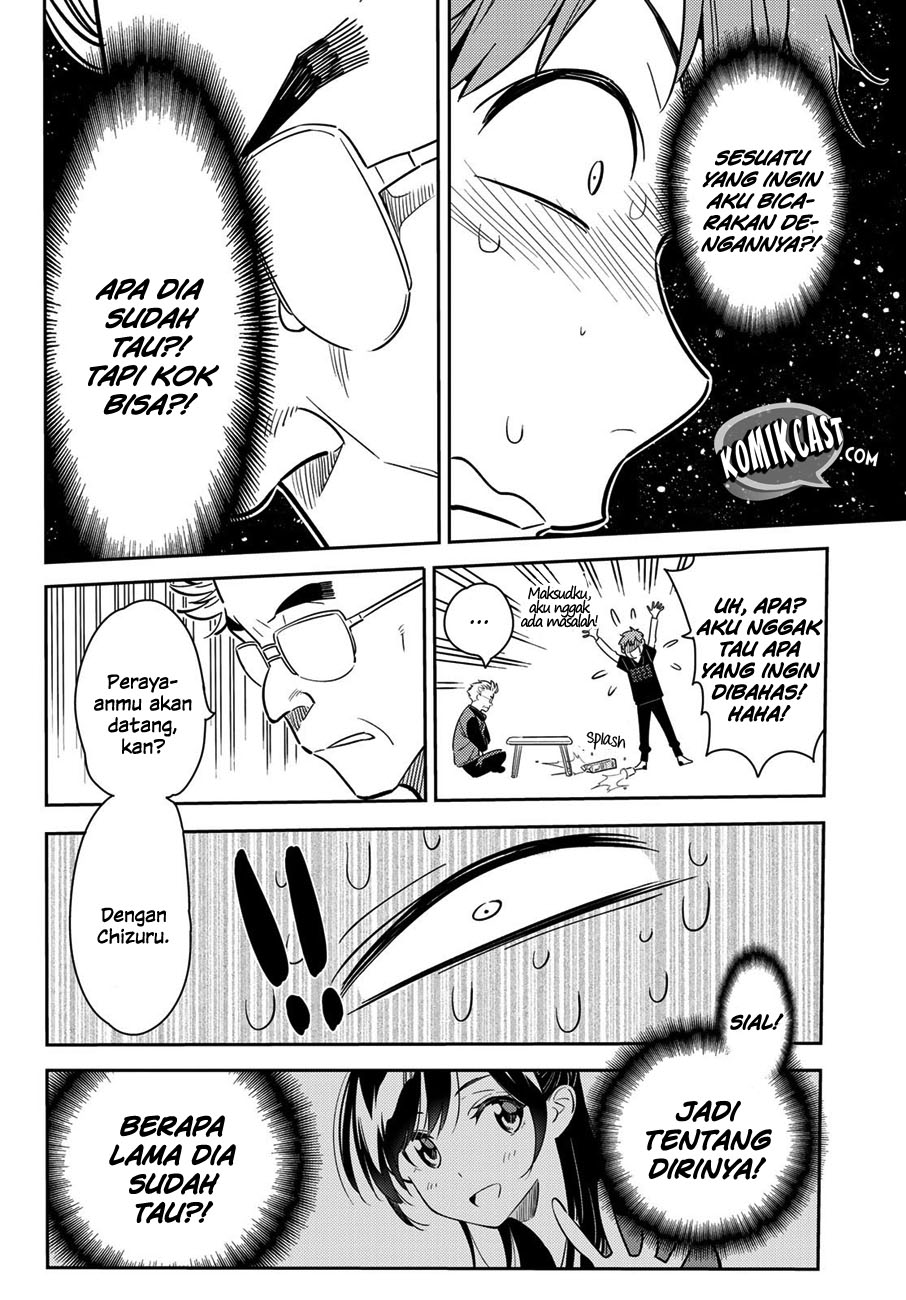 SESUATU
YANG INGIN
AKU BICA-
RAKAN DE-
NGANNYA?!
APA DIA
SUDAH
TAU?!
TAPI KOK
BISA?!
KOMIKCAST
.COM
UH, APA?
AKU NGGAK
TAU APA
YANG INGIN
DIBAHAS!
HAHA!
Maksudku,
aku nggak
ada masalah!
...
splash
Peraya-
anmu akan
datang,
kan?
Dengan
Chizuru.
!!
SIAL!
JADI
TENTANG
DIRINYA!
BERAPA
LAMA DIA
SUDAH
TAU?!